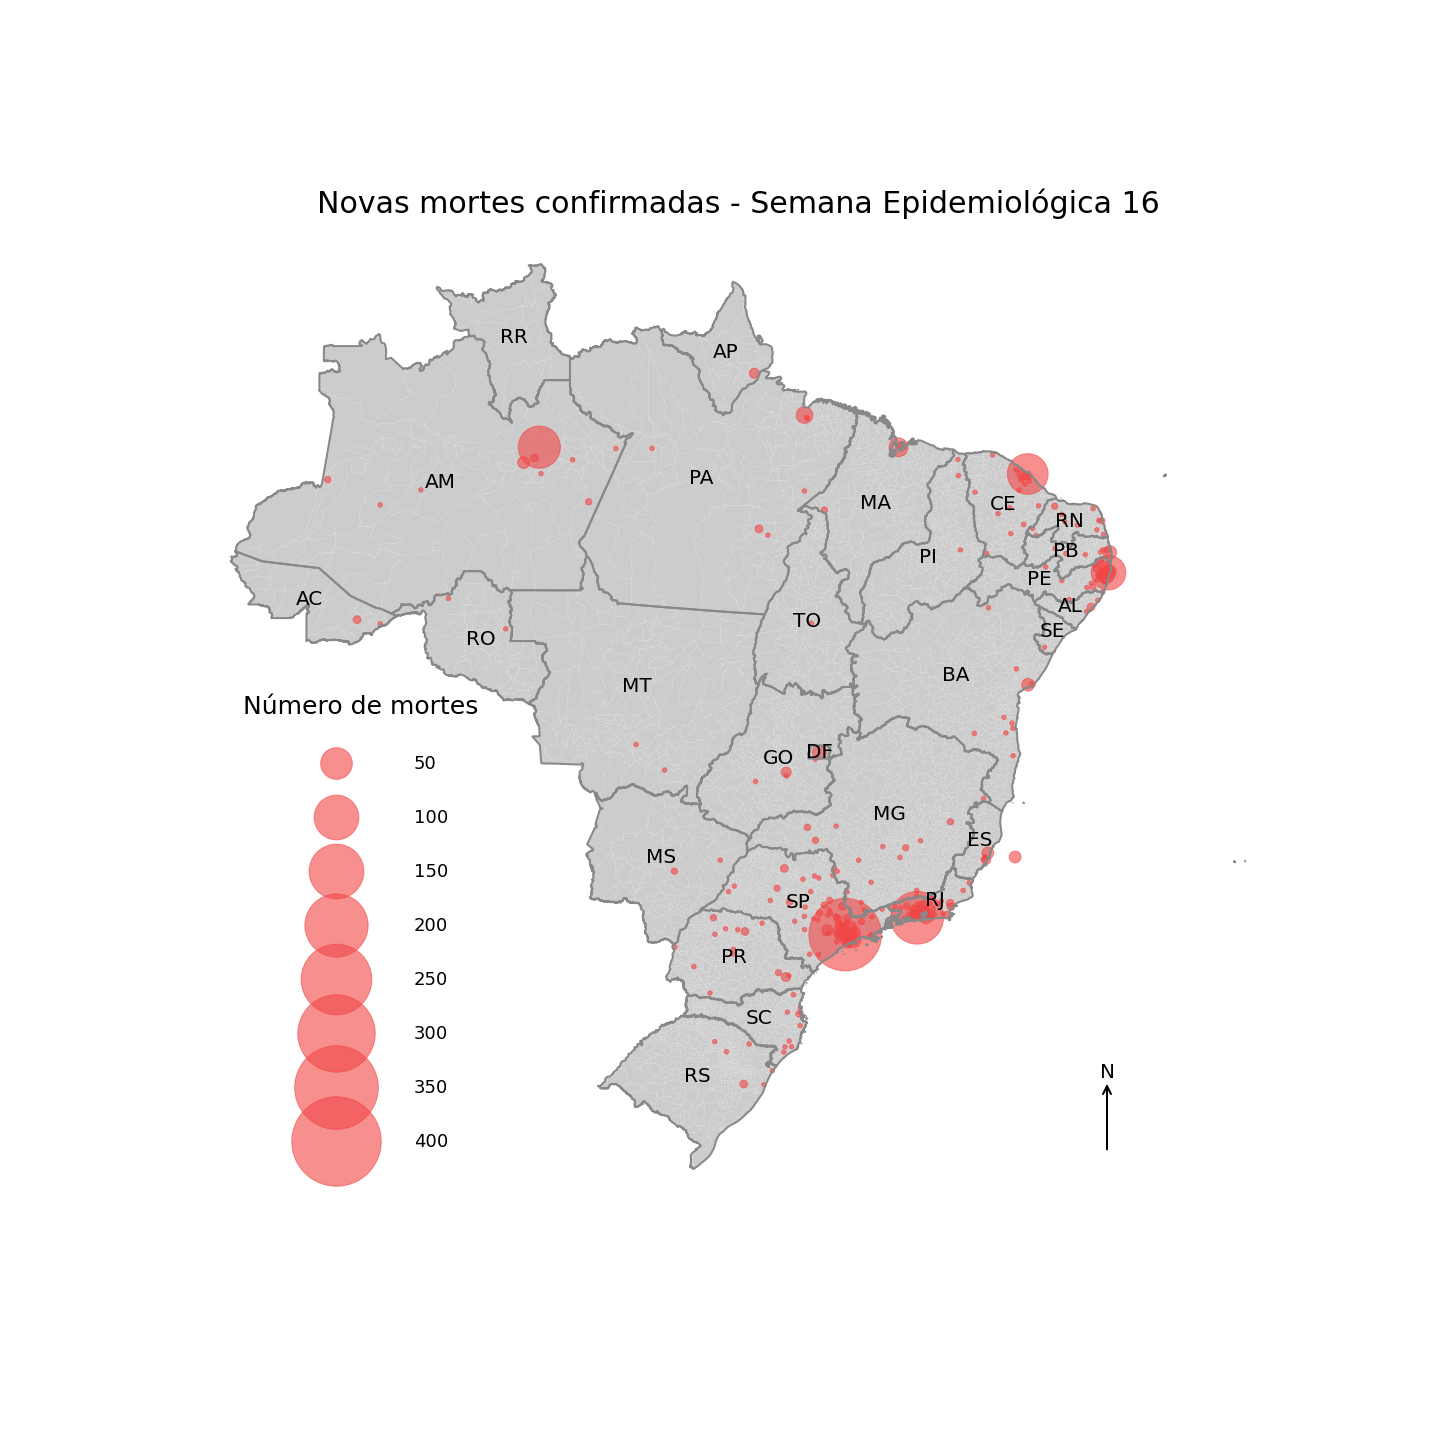 Novas mortes confirmadas - Semana Epidemiológica 16
RR
AP
AM
PA
MA
CE
RN
PB
PI
PE
AC
AL
TO
SE
RO
BA
MT
Número de mortes
GO
DF
50
100
MG
ES
MS
150
SP
RJ
200
PR
250
SC
300
N
RS
350
400